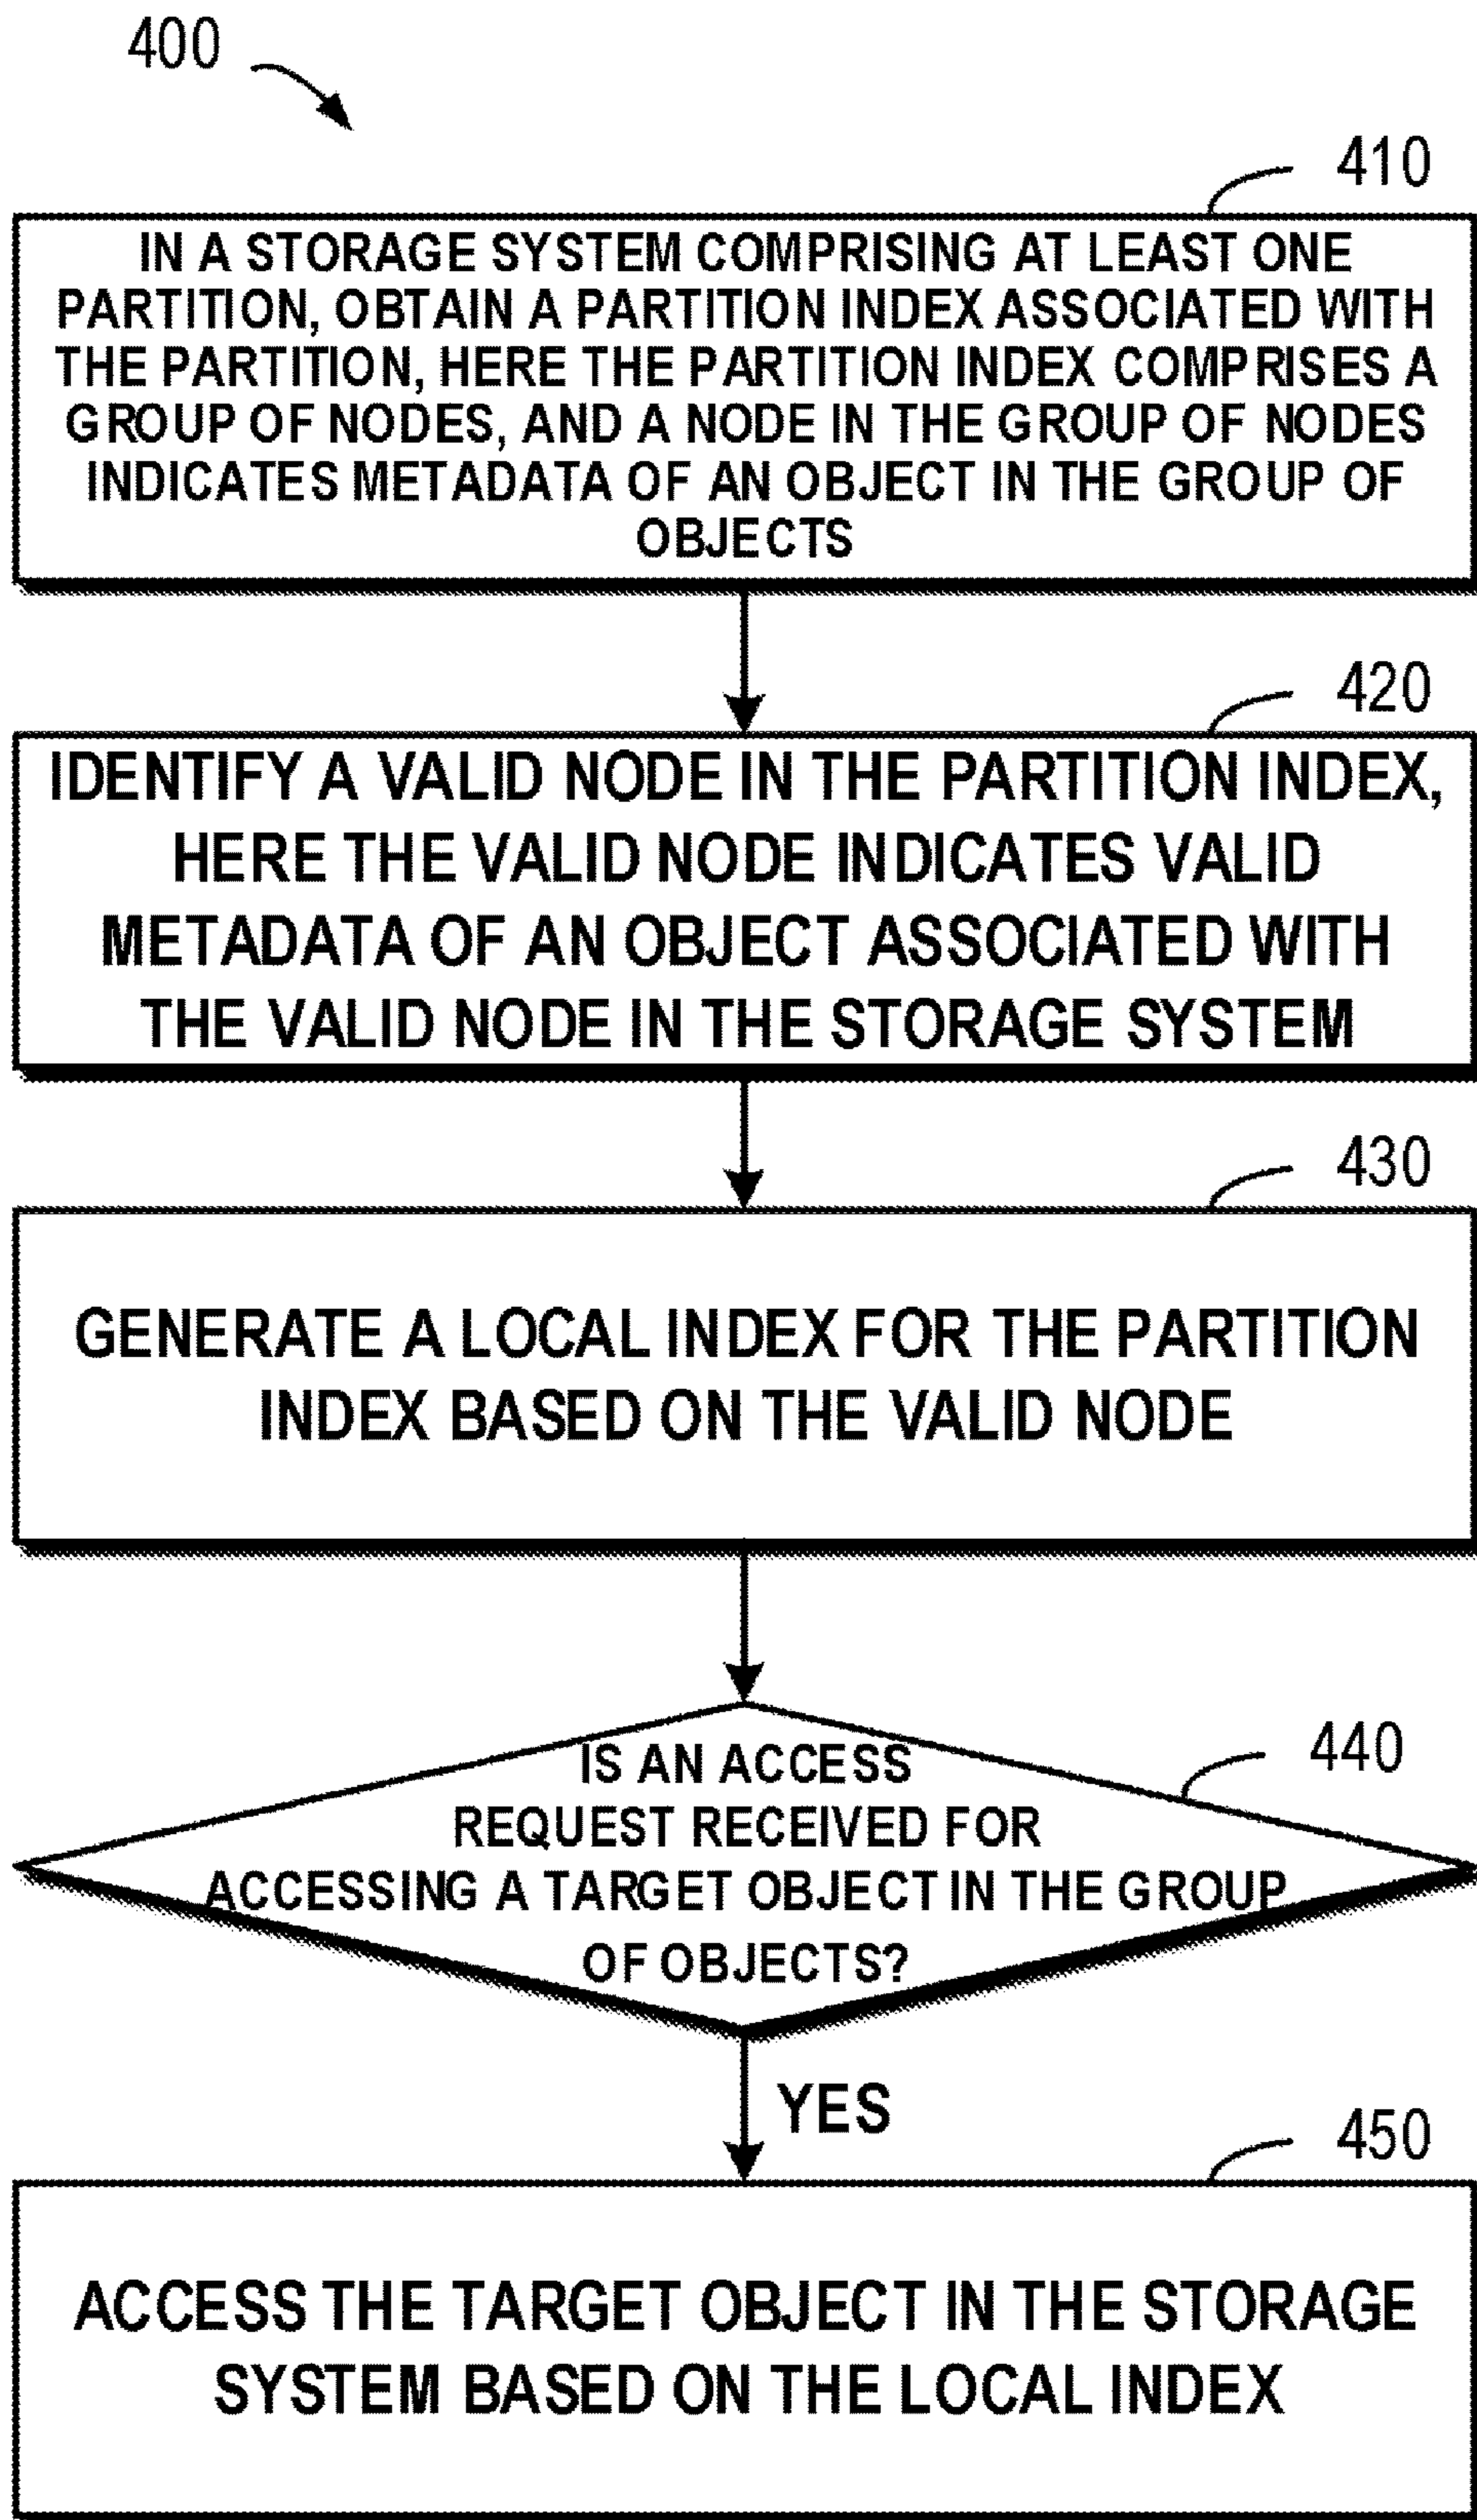 400
410
IN A STORAGE SYSTEM COMPRISING AT LEAST ONE
PARTITION, OBTAIN A PARTITION INDEX ASSOCIATED WITH
THE PARTITION, HERE THE PARTITION INDEX COMPRISES A
GROUP OF NODES, AND A NODE IN THE GROUP OF NODES
INDICATES METADATA OF AN OBJECT IN THE GROUP OF
OBJECTS
420
IDENTIFY A VALID NODE IN THE PARTITION INDEX,
HERE THE VALID NODE INDICATES VALID
METADATA OF AN OBJECT ASSOCIATED WITH
THE VALID NODE IN THE STORAGE SYSTEM
430
GENERATE A LOCAL INDEX FOR THE PARTITION
INDEX BASED ON THE VALID NODE
440
IS AN ACCESS
REQUEST RECEIVED FOR
ACCESSING A TARGET OBJECT IN THE GROUP
OF OBJECTS?
YES
450
ACCESS THE TARGET OBJECT IN THE STORAGE
SYSTEM BASED ON THE LOCAL INDEX